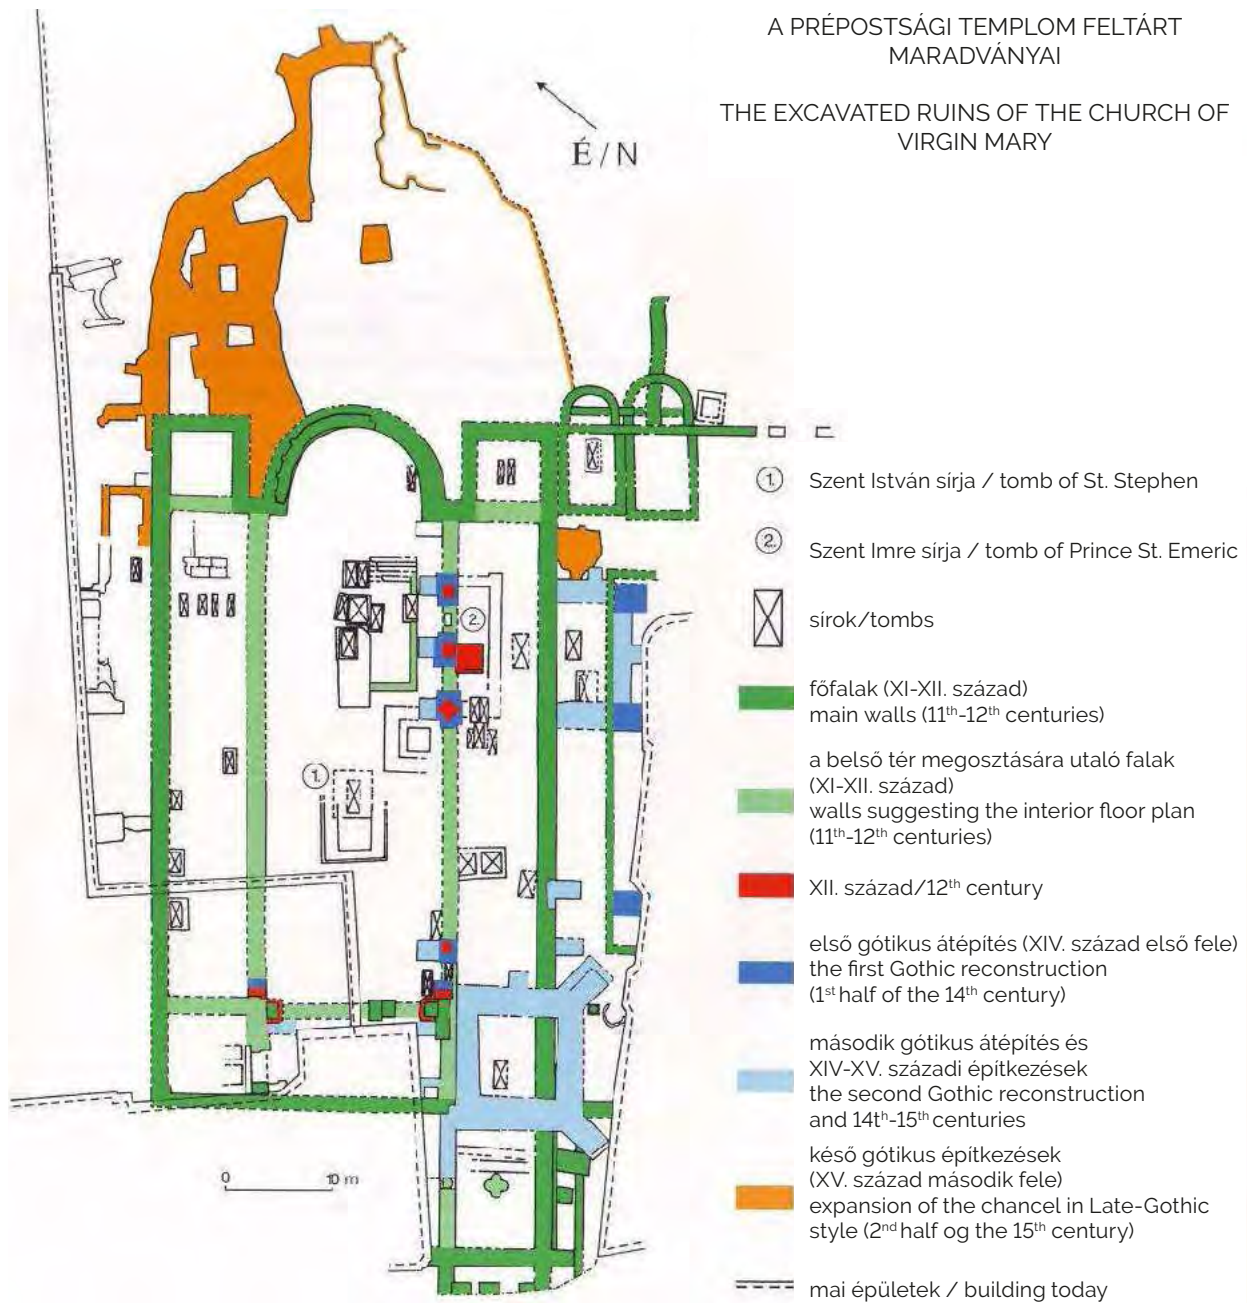 A PRÉPOSTSÁGI TEMPLOM FELTÁRT
MARADVÁNYAI
THE EXCAVATED RUINS OF THE CHURCH OF
VIRGIN MARY
É / N
1. Szent István sírja / tomb of St. Stephen
2. Szent Imre sírja / tomb of Prince St. Emeric
sírok/tombs
főfalak (XI-XII. század)
main walls (11th-12th centuries)
a belső tér megosztására utaló falak
(XI-XII. század)
walls suggesting the interior floor plan
(11th-12th centuries)
XII. század/12th century
első gótikus átépítés (XIV. század első fele)
the first Gothic reconstruction
(1st half of the 14th century)
második gótikus átépítés és
XIV-XV. századi építkezések
the second Gothic reconstruction
and 14th-15th centuries
késő gótikus építkezések
(XV. század második fele)
expansion of the chancel in Late-Gothic
style (2nd half og the 15th century)
mai épületek / building today
2.
1.
0 10 m